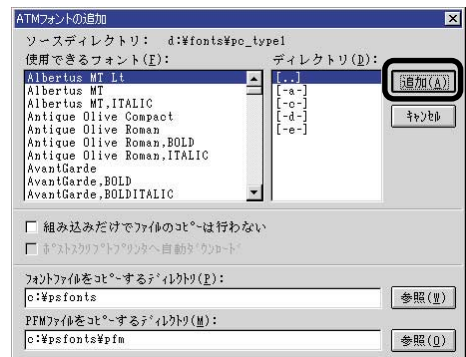 ATMフォントの追加
ソースディレクトリ: d:¥fonts¥pc_type1
使用できるフォント(F):
ディレクトリ(D):
Albertus MT Lt
Albertus MT
Albertus MT,ITALIC
Antique Olive Compact
Antique Olive Roman
Antique Olive Roman,BOLD
Antique Olive Roman,ITALIC
AvantGarde
AvantGarde,BOLD
AvantGarde,BOLDITALIC
[..]
[-a-]
[-c-]
[-d-]
[-e-]
追加(A)
キャンセル
組み込みだけでファイルのコピーは行わない
ポストスクリプトプリンタへ自動ダウンロード
フォントファイルをコピーするディレクトリ(P):
c:¥psfonts
参照(W)
PFMファイルをコピーするディレクトリ(M):
c:¥psfonts¥pfm
参照(O)